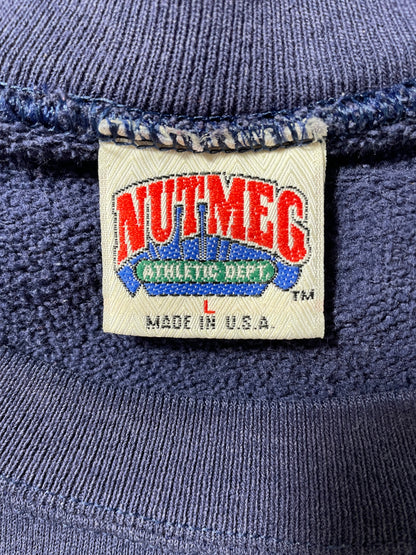 NUTMEG
ATHLETIC DEPT.
L
TM
MADE IN U.S.A.